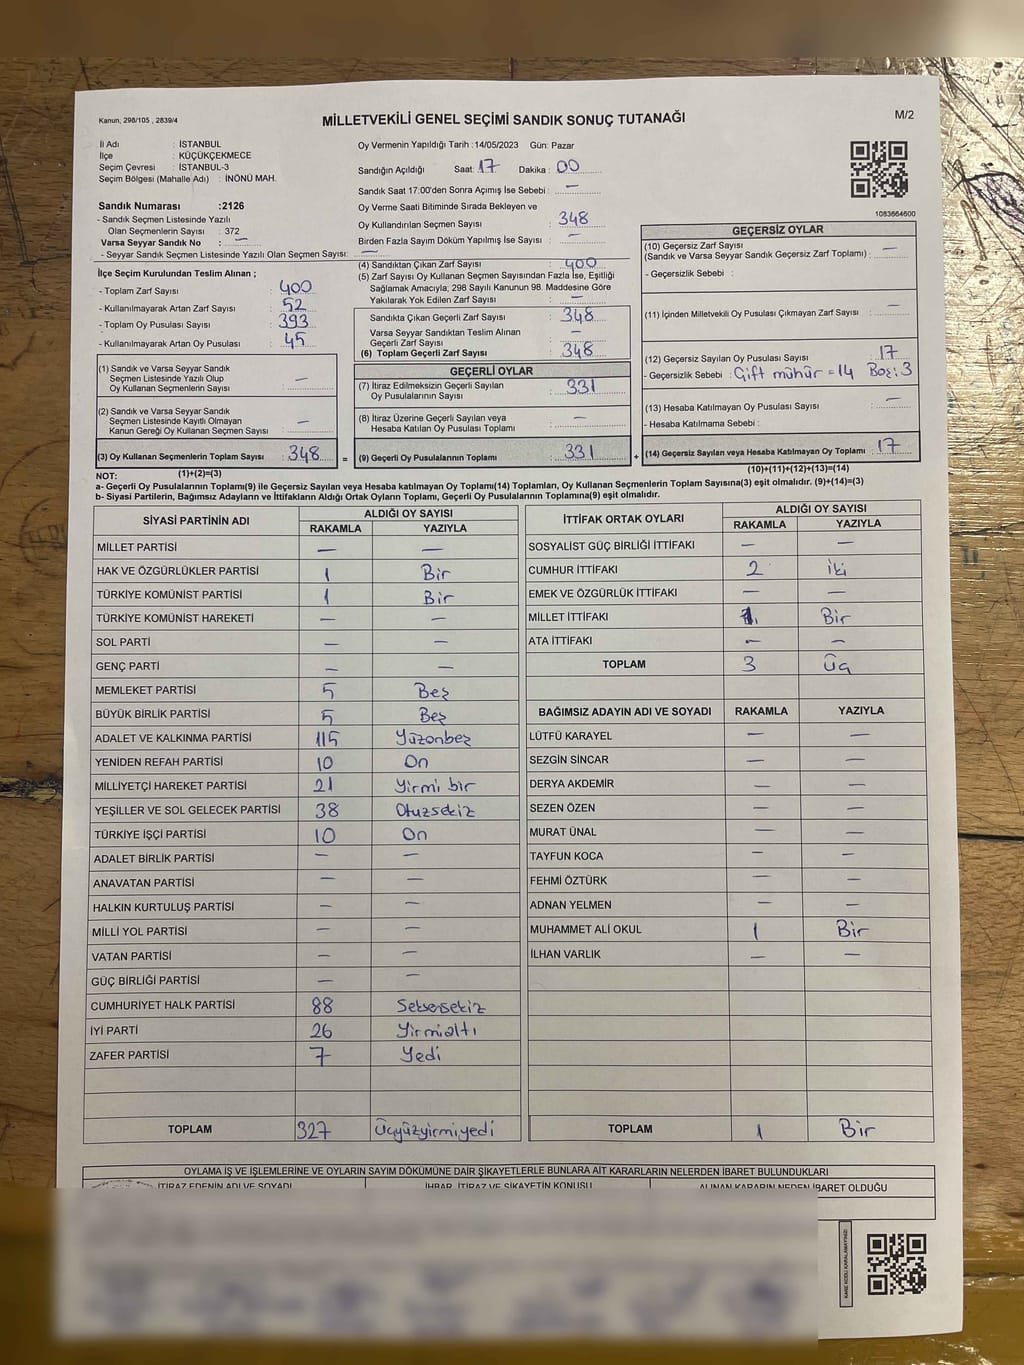 Kanun, 298/105 , 2839/4
MİLLETVEKİLİ GENEL SEÇİMİ SANDIK SONUÇ TUTANAĞI
M/2
İl Adı : İSTANBUL
İlçe : KÜÇÜKÇEKMECE
Seçim Çevresi : İSTANBUL-3
Seçim Bölgesi (Mahalle Adı) : İNÖNÜ MAH.
Sandık Numarası :2126
- Sandık Seçmen Listesinde Yazılı
Olan Seçmenlerin Sayısı : 372
Varsa Seyyar Sandık No : —
- Seyyar Sandık Seçmen Listesinde Yazılı Olan Seçmen Sayısı: —
Oy Vermenin Yapıldığı Tarih :14/05/2023 Gün: Pazar
Sandığın Açıldığı Saat: 17 Dakika : 00
Sandık Saat 17:00'den Sonra Açmış İse Sebebi : —
Oy Verme Saati Bitiminde Sırada Bekleyen ve
Oy Kullandırılan Seçmen Sayısı : 348
Birden Fazla Sayım Döküm Yapılmış İse Sayısı : —
1083664600
İlçe Seçim Kurulundan Teslim Alınan ;
- Toplam Zarf Sayısı : 400
- Kullanılmayarak Artan Zarf Sayısı : 52
- Toplam Oy Pusulası Sayısı : 393
- Kullanılmayarak Artan Oy Pusulası : 45
(4) Sandıktan Çıkan Zarf Sayısı : 400
(5) Zarf Sayısı Oy Kullanan Seçmen Sayısından Fazla İse, Eşitliği
Sağlamak Amacıyla; 298 Sayılı Kanunun 98. Maddesine Göre
Yakılarak Yok Edilen Zarf Sayısı : —
Sandıkta Çıkan Geçerli Zarf Sayısı : 348
Varsa Seyyar Sandıktan Teslim Alınan
Geçerli Zarf Sayısı : —
(6) Toplam Geçerli Zarf Sayısı : 348
GEÇERSİZ OYLAR
(10) Geçersiz Zarf Sayısı —
(Sandık ve Varsa Seyyar Sandık Geçersiz Zarf Toplamı) :
- Geçersizlik Sebebi :
(11) İçinden Milletvekili Oy Pusulası Çıkmayan Zarf Sayısı : —
(12) Geçersiz Sayılan Oy Pusulası Sayısı : 17
- Geçersizlik Sebebi : Çift mühür = 14 Boş: 3
(13) Hesaba Katılmayan Oy Pusulası Sayısı : —
- Hesaba Katılmama Sebebi :
(14) Geçersiz Sayılan veya Hesaba Katılmayan Oy Toplamı : 17
(10)+(11)+(12)+(13)=(14)
(1) Sandık ve Varsa Seyyar Sandık
Seçmen Listesinde Yazılı Olup
Oy Kullanan Seçmenlerin Sayısı : —
(2) Sandık ve Varsa Seyyar Sandık
Seçmen Listesinde Kayıtlı Olmayan
Kanun Gereği Oy Kullanan Seçmen Sayısı : —
(3) Oy Kullanan Seçmenlerin Toplam Sayısı : 348 =
(1)+(2)=(3)
GEÇERLİ OYLAR
(7) İtiraz Edilmeksizin Geçerli Sayılan
Oy Pusulalarının Sayısı : 331
(8) İtiraz Üzerine Geçerli Sayılan veya
Hesaba Katılan Oy Pusulası Toplamı : —
(9) Geçerli Oy Pusulalarının Toplamı : 331 +
NOT:
a- Geçerli Oy Pusulalarının Toplamı(9) ile Geçersiz Sayılan veya Hesaba katılmayan Oy Toplamı(14) Toplamları, Oy Kullanan Seçmenlerin Toplam Sayısına(3) eşit olmalıdır. (9)+(14)=(3)
b- Siyasi Partilerin, Bağımsız Adayların ve İttifakların Aldığı Ortak Oyların Toplamı, Geçerli Oy Pusulalarının Toplamına(9) eşit olmalıdır.
SİYASİ PARTİNİN ADI ALDIĞI OY SAYISI
RAKAMLA YAZIYLA
MİLLET PARTİSİ — —
HAK VE ÖZGÜRLÜKLER PARTİSİ 1 Bir
TÜRKİYE KOMÜNİST PARTİSİ 1 Bir
TÜRKİYE KOMÜNİST HAREKETİ — —
SOL PARTİ — —
GENÇ PARTİ — —
MEMLEKET PARTİSİ 5 Beş
BÜYÜK BİRLİK PARTİSİ 5 Beş
ADALET VE KALKINMA PARTİSİ 115 Yüzonbeş
YENİDEN REFAH PARTİSİ 10 On
MİLLİYETÇİ HAREKET PARTİSİ 21 Yirmi bir
YEŞİLLER VE SOL GELECEK PARTİSİ 38 Otuzsekiz
TÜRKİYE İŞÇİ PARTİSİ 10 On
ADALET BİRLİK PARTİSİ — —
ANAVATAN PARTİSİ — —
HALKIN KURTULUŞ PARTİSİ — —
MİLLİ YOL PARTİSİ — —
VATAN PARTİSİ — —
GÜÇ BİRLİĞİ PARTİSİ — —
CUMHURİYET HALK PARTİSİ 88 Seksensekiz
İYİ PARTİ 26 Yirmialtı
ZAFER PARTİSİ 7 Yedi
TOPLAM 327 Üçyüzyirmiyedi
İTTİFAK ORTAK OYLARI ALDIĞI OY SAYISI
RAKAMLA YAZIYLA
SOSYALİST GÜÇ BİRLİĞİ İTTİFAKI — —
CUMHUR İTTİFAKI 2 iki
EMEK VE ÖZGÜRLÜK İTTİFAKI — —
MİLLET İTTİFAKI 1 Bir
ATA İTTİFAKI — —
TOPLAM 3 Üç
BAĞIMSIZ ADAYIN ADI VE SOYADI RAKAMLA YAZIYLA
LÜTFÜ KARAYEL — —
SEZGİN SİNCAR — —
DERYA AKDEMİR — —
SEZEN ÖZEN — —
MURAT ÜNAL — —
TAYFUN KOCA — —
FEHMİ ÖZTÜRK — —
ADNAN YELMEN — —
MUHAMMET ALİ OKUL 1 Bir
İLHAN VARLIK — —
TOPLAM 1 Bir
OYLAMA İŞ VE İŞLEMLERİNE VE OYLARIN SAYIM DÖKÜMÜNE DAİR ŞİKAYETLERLE BUNLARA AİT KARARLARIN NELERDEN İBARET BULUNDUKLARI
İTİRAZ EDENİN ADI VE SOYADI İHBAR, İTİRAZ VE ŞİKAYETİN KONUSU ALINAN KARARIN NEDEN İBARET OLDUĞU
KARE KODU KARALAMAYINIZ!